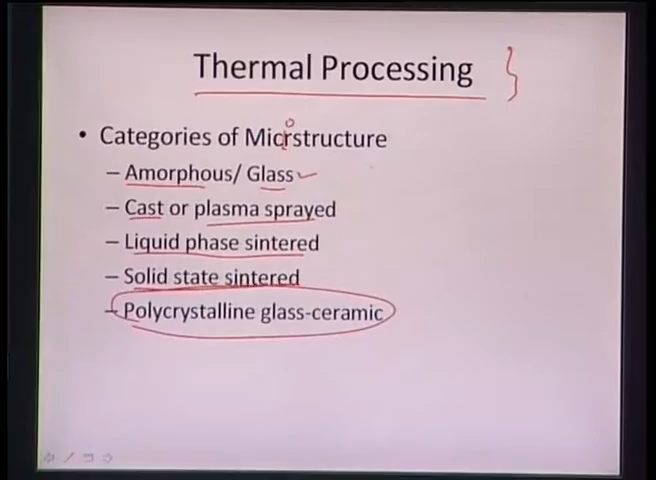 Thermal Processing
• Categories of Micrstructure
– Amorphous/ Glass
– Cast or plasma sprayed
– Liquid phase sintered
– Solid state sintered
– Polycrystalline glass-ceramic